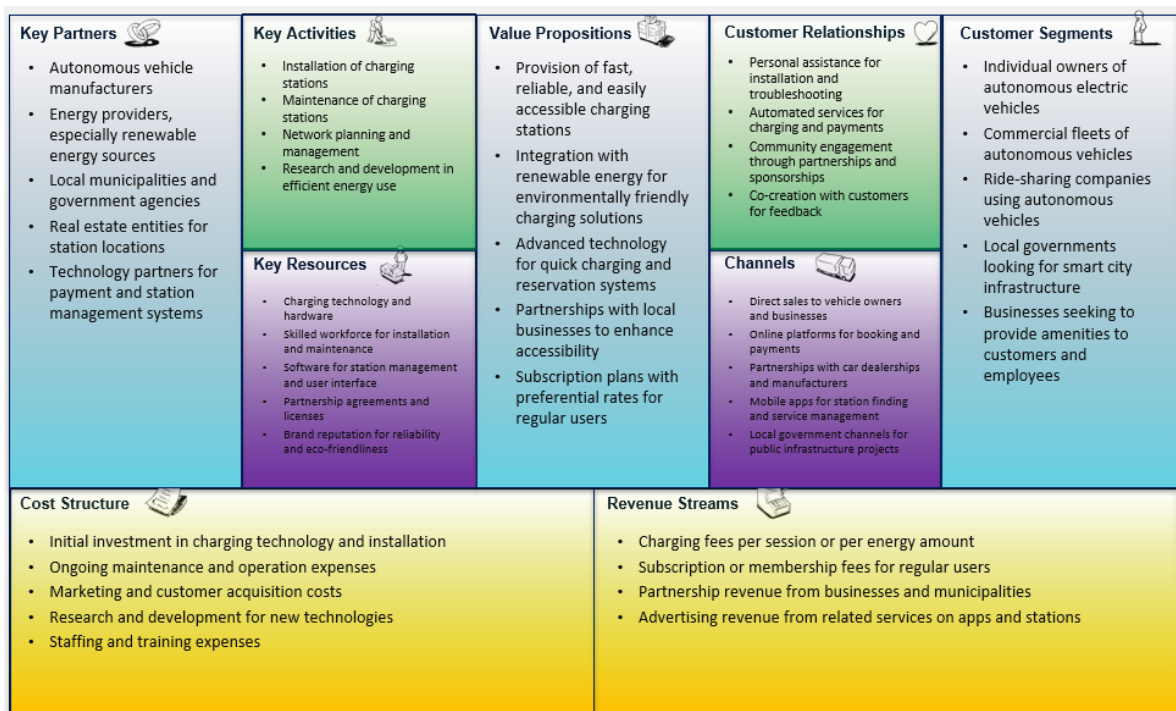 Key Partners
• Autonomous vehicle
manufacturers
• Energy providers,
especially renewable
energy sources
• Local municipalities and
government agencies
• Real estate entities for
station locations
• Technology partners for
payment and station
management systems
Key Activities
• Installation of charging
stations
• Maintenance of charging
stations
• Network planning and
management
• Research and development in
efficient energy use
Key Resources
• Charging technology and
hardware
• Skilled workforce for installation
and maintenance
• Software for station management
and user interface
• Partnership agreements and
licenses
• Brand reputation for reliability
and eco-friendliness
Value Propositions
• Provision of fast,
reliable, and easily
accessible charging
stations
• Integration with
renewable energy for
environmentally friendly
charging solutions
• Advanced technology
for quick charging and
reservation systems
• Partnerships with local
businesses to enhance
accessibility
• Subscription plans with
preferential rates for
regular users
Customer Relationships
• Personal assistance for
installation and
troubleshooting
• Automated services for
charging and payments
• Community engagement
through partnerships and
sponsorships
• Co-creation with customers
for feedback
Channels
• Direct sales to vehicle owners
and businesses
• Online platforms for booking and
payments
• Partnerships with car dealerships
and manufacturers
• Mobile apps for station finding
and service management
• Local government channels for
public infrastructure projects
Customer Segments
• Individual owners of
autonomous electric
vehicles
• Commercial fleets of
autonomous vehicles
• Ride-sharing companies
using autonomous
vehicles
• Local governments
looking for smart city
infrastructure
• Businesses seeking to
provide amenities to
customers and
employees
Cost Structure
• Initial investment in charging technology and installation
• Ongoing maintenance and operation expenses
• Marketing and customer acquisition costs
• Research and development for new technologies
• Staffing and training expenses
Revenue Streams
• Charging fees per session or per energy amount
• Subscription or membership fees for regular users
• Partnership revenue from businesses and municipalities
• Advertising revenue from related services on apps and stations